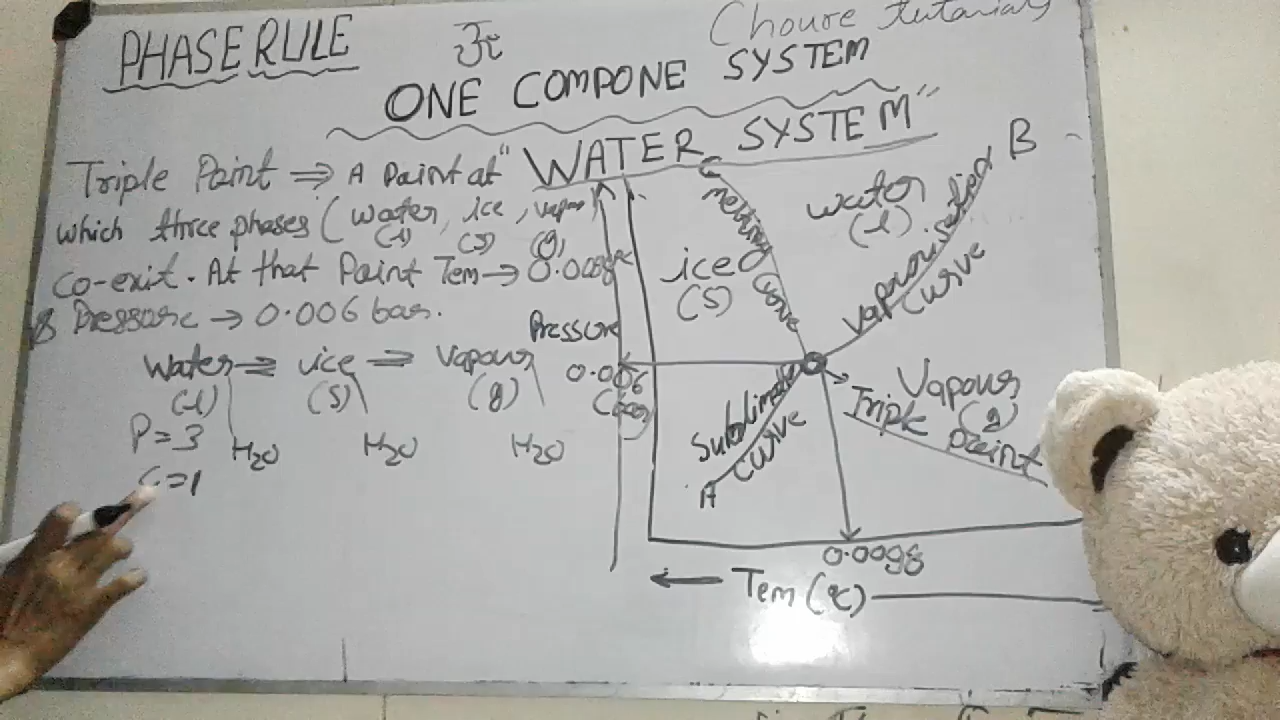 PHASE RULE
ॐ
Choure tutorials
ONE COMPONE SYSTEM
"WATER SYSTEM"
Triple Point ⇒ A Point at
which three phases (water, ice, vapour)
(l) (s) (g)
co-exit. At that Point Tem → 0.0098°C
& Pressure → 0.006 bar.
Water ⇌ ice ⇌ Vapour
(l) (s) (g)
P=3 H₂O H₂O H₂O
C=1
Pressure
0.006
(bar)
ice
(s)
melting curve
water
(l)
B
Vapourisation
curve
Vapour
(g)
Triple point
Sublimation
curve
A
0.0098
Tem (°C)